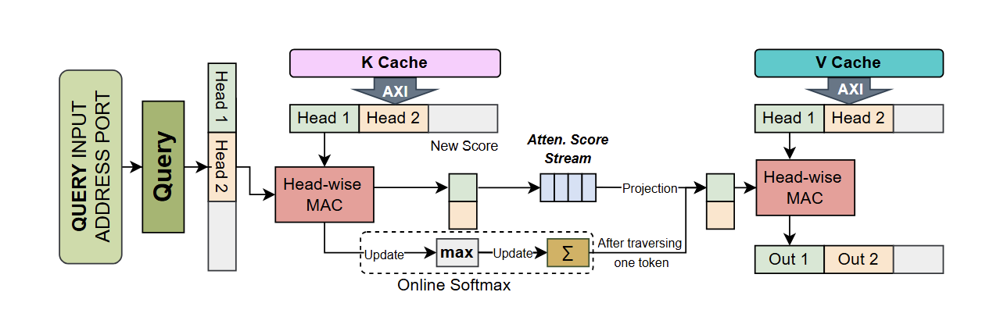 QUERY INPUT
ADDRESS PORT
Query
Head 1
Head 2
K Cache
AXI
Head 1
Head 2
New Score
Head-wise
MAC
Atten. Score
Stream
Projection
Update
max
Update
Σ
After traversing
one token
Online Softmax
V Cache
AXI
Head 1
Head 2
Head-wise
MAC
Out 1
Out 2